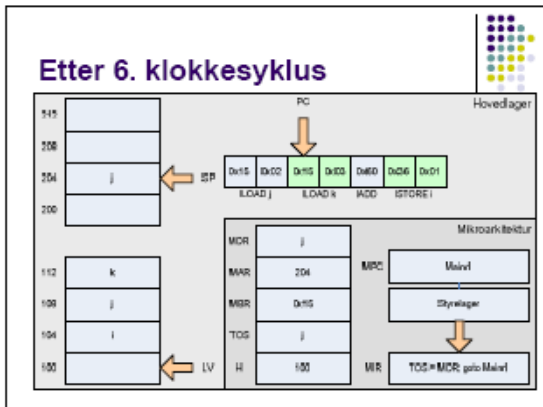 Etter 6. klokkesyklus
PC
Hovedlager
208
204 j SP
0x15 0x02 0x15 0x03 0x60 0x36 0x01
ILOAD j ILOAD k IADD ISTORE i
200
Mikroarkitektur
MDR j
MPC Main1
112 k
MAR 204
Styrelager
108 j
MBR 0x15
104 i
TOS j
100 LV
H 100
MIR TOS = MDR; goto Main1